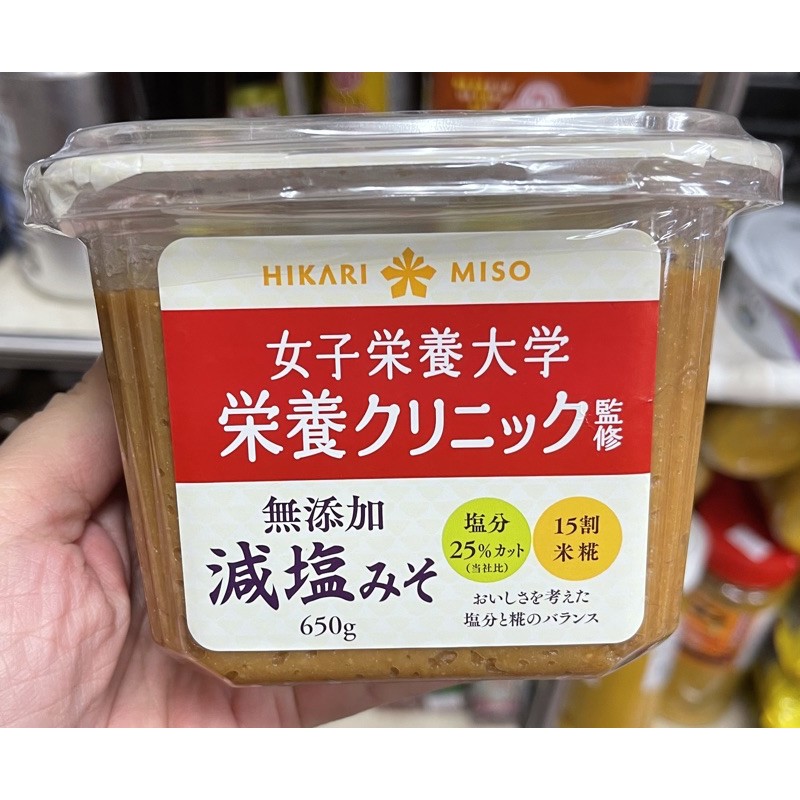 HIKARI MISO
女子栄養大学
栄養クリニック監修
無添加
減塩みそ
650g
塩分
25%カット
(当社比)
15割
米糀
おいしさを考えた
塩分と糀のバランス